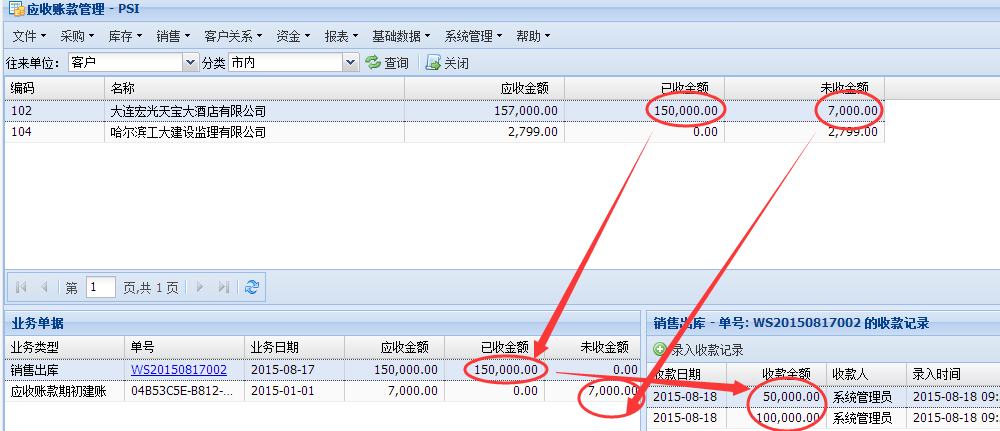 应收账款管理 - PSI
文件 采购 库存 销售 客户关系 资金 报表 基础数据 系统管理 帮助
往来单位： 客户 分类 市内 查询 关闭
编码 名称 应收金额 已收金额 未收金额
102 大连宏光天宝大酒店有限公司 157,000.00 150,000.00 7,000.00
104 哈尔滨工大建设监理有限公司 2,799.00 0.00 2,799.00
第 1 页,共 1 页
业务单据
业务类型 单号 业务日期 应收金额 已收金额 未收金额
销售出库 WS20150817002 2015-08-17 150,000.00 150,000.00 0.00
应收账款期初建账 04B53C5E-B812-... 2015-01-01 7,000.00 0.00 7,000.00
销售出库 - 单号: WS20150817002 的收款记录
录入收款记录
收款日期 收款金额 收款人 录入时间
2015-08-18 50,000.00 系统管理员 2015-08-18 09:
2015-08-18 100,000.00 系统管理员 2015-08-18 09: